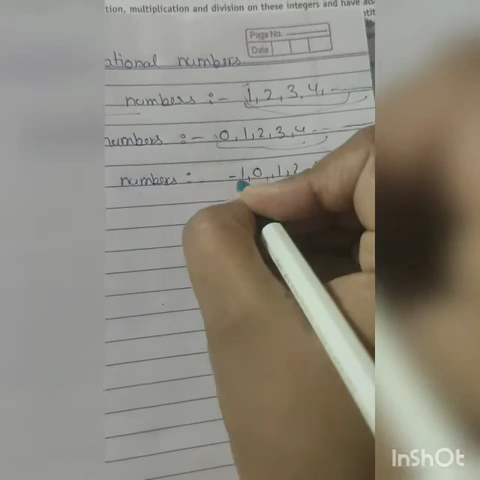 tion, multiplication and division on these integers and have
Page No.
Date
ational numbers
numbers :- 1, 2, 3, 4, -
numbers :- 0, 1, 2, 3, 4 -
numbers : -1, 0, 1, 2
InShOt